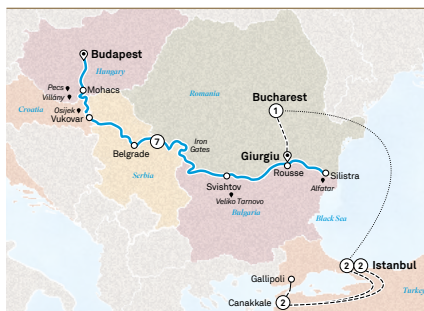 Budapest
Hungary
Pecs
Villány
Mohacs
Croatia
Osijek
Vukovar
Romania
Bucharest
1
7
Belgrade
Iron
Gates
Giurgiu
Rousse
Silistra
Serbia
Svishtov
Alfatar
Veliko Tarnovo
Bulgaria
Black Sea
2
2
Istanbul
Gallipoli
Turkey
Canakkale
2